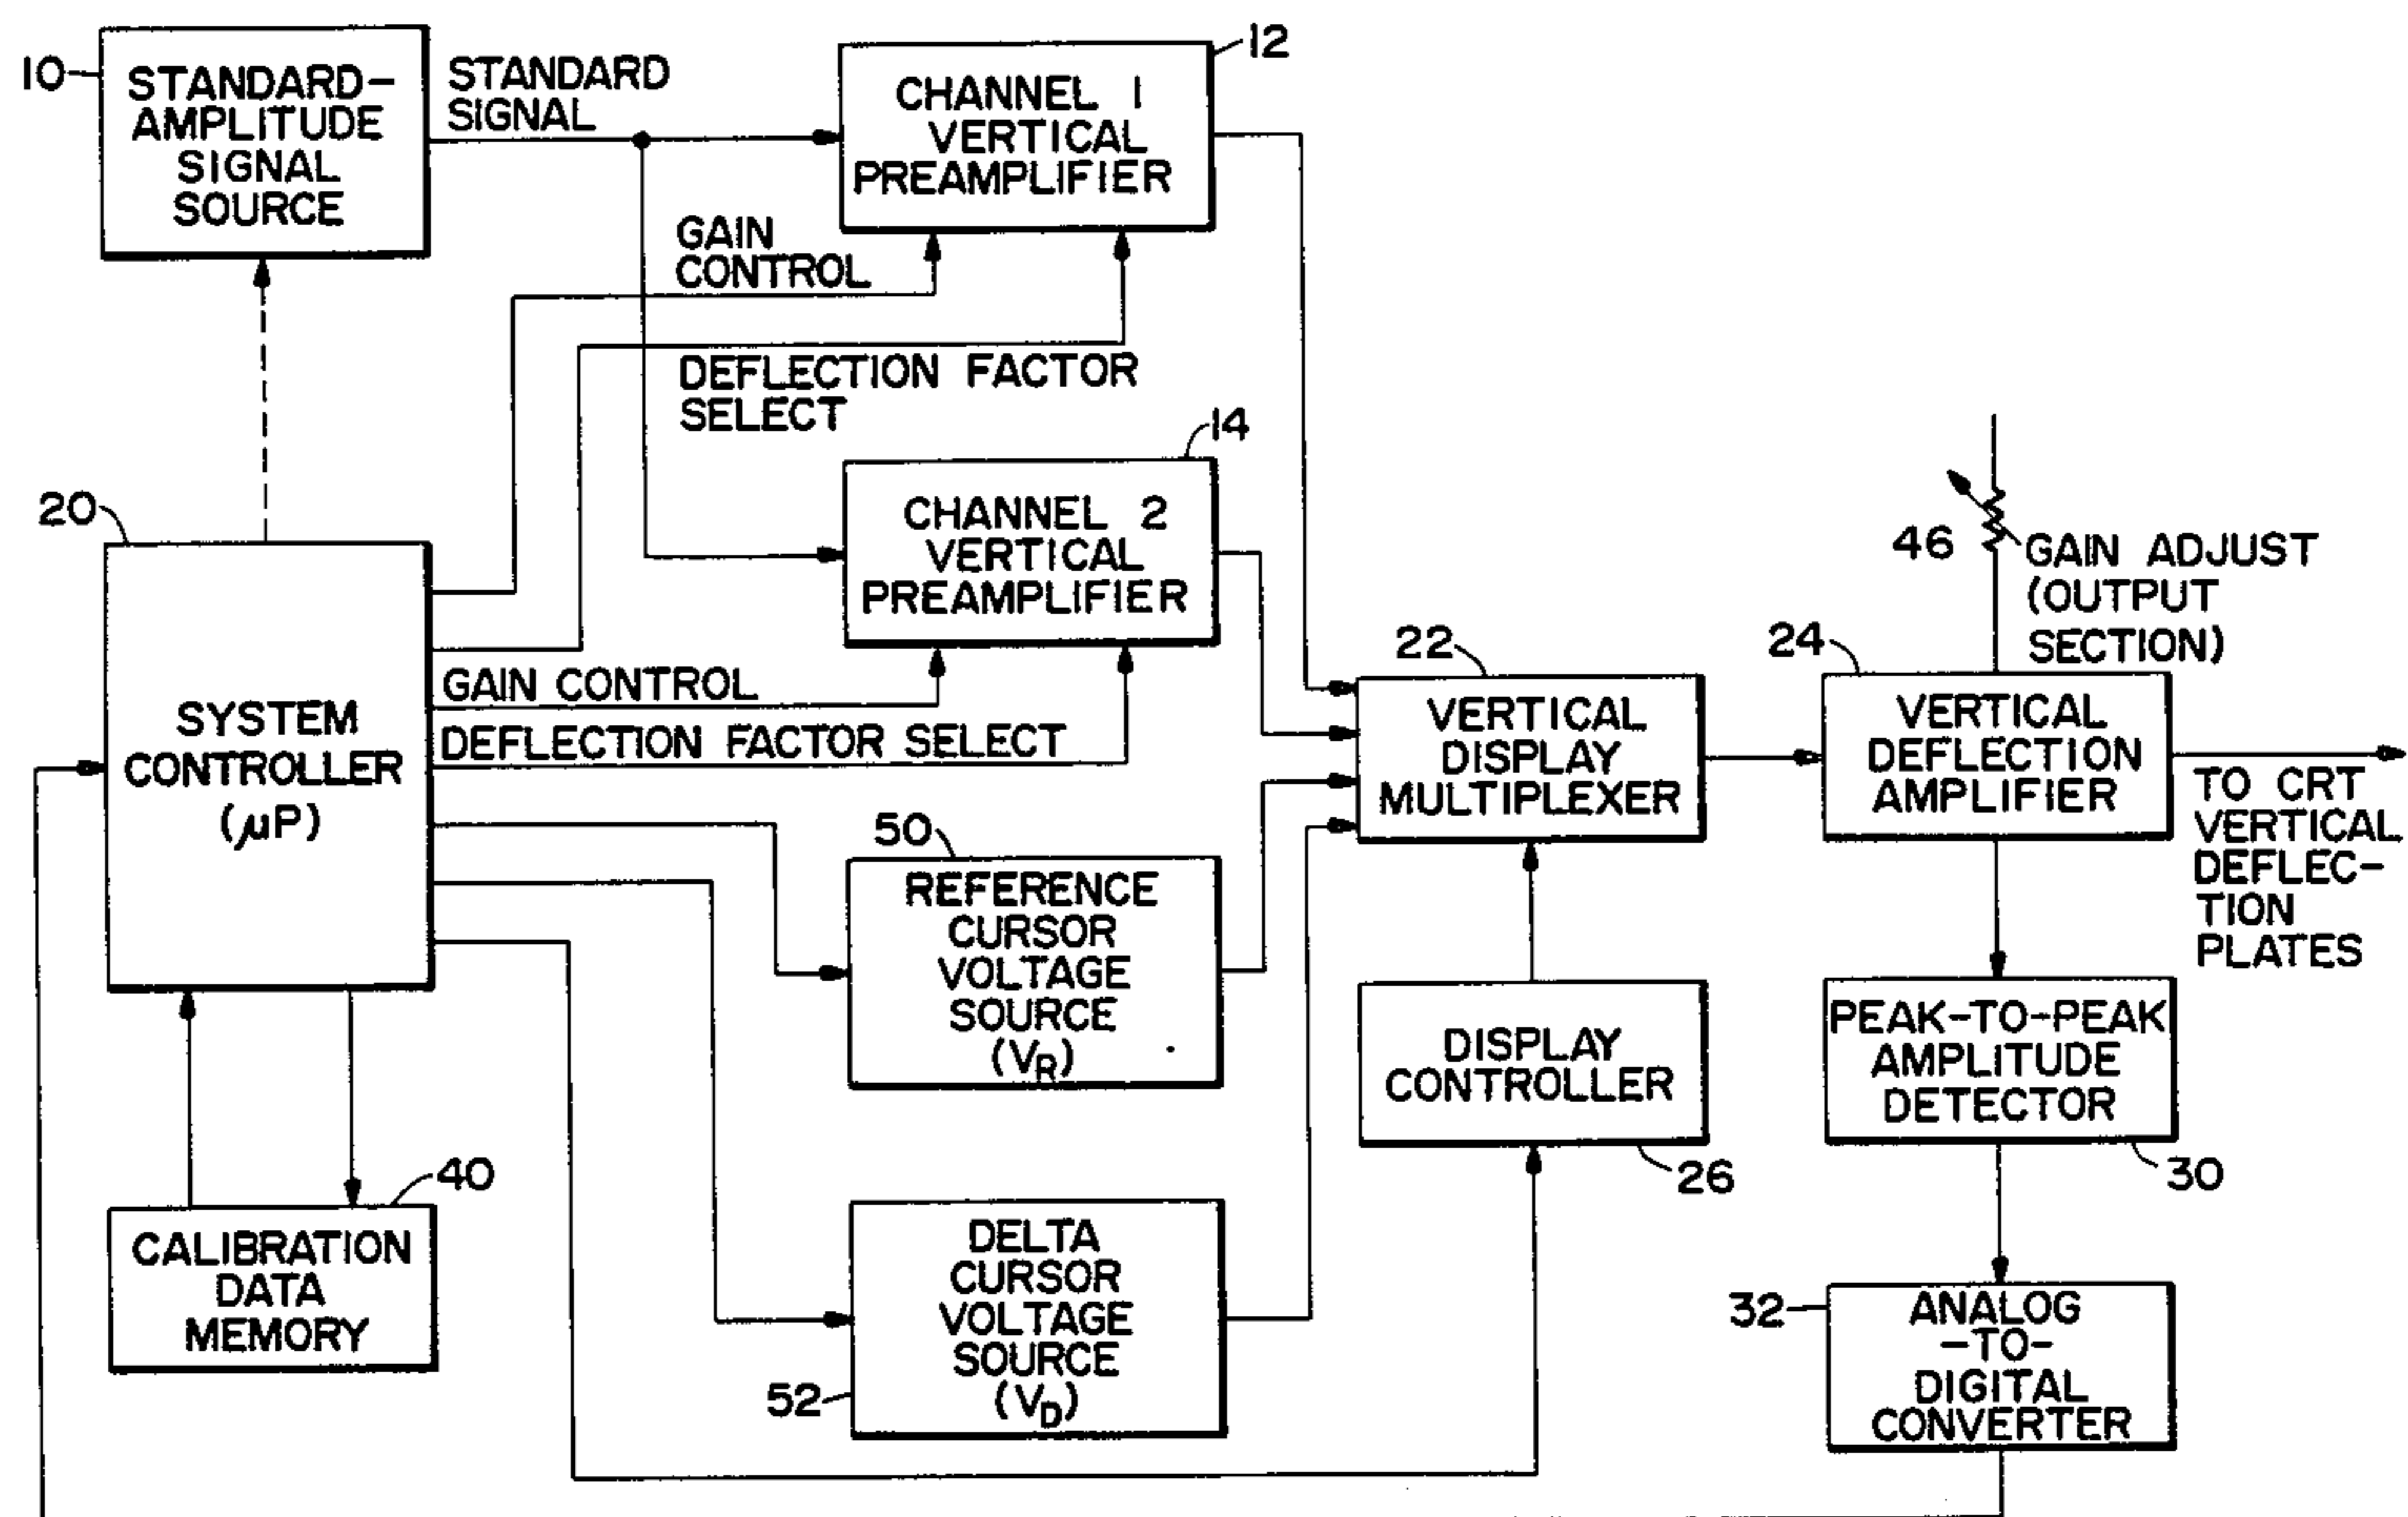 10
STANDARD-
AMPLITUDE
SIGNAL
SOURCE
STANDARD
SIGNAL
12
CHANNEL 1
VERTICAL
PREAMPLIFIER
GAIN
CONTROL
DEFLECTION FACTOR
SELECT
14
CHANNEL 2
VERTICAL
PREAMPLIFIER
20
SYSTEM
CONTROLLER
(μP)
GAIN CONTROL
DEFLECTION FACTOR SELECT
46
GAIN ADJUST
(OUTPUT
SECTION)
22
VERTICAL
DISPLAY
MULTIPLEXER
24
VERTICAL
DEFLECTION
AMPLIFIER
TO CRT
VERTICAL
DEFLEC-
TION
PLATES
50
REFERENCE
CURSOR
VOLTAGE
SOURCE
(VR)
DISPLAY
CONTROLLER
26
PEAK-TO-PEAK
AMPLITUDE
DETECTOR
30
40
CALIBRATION
DATA
MEMORY
DELTA
CURSOR
VOLTAGE
SOURCE
(VD)
52
32
ANALOG
-TO-
DIGITAL
CONVERTER